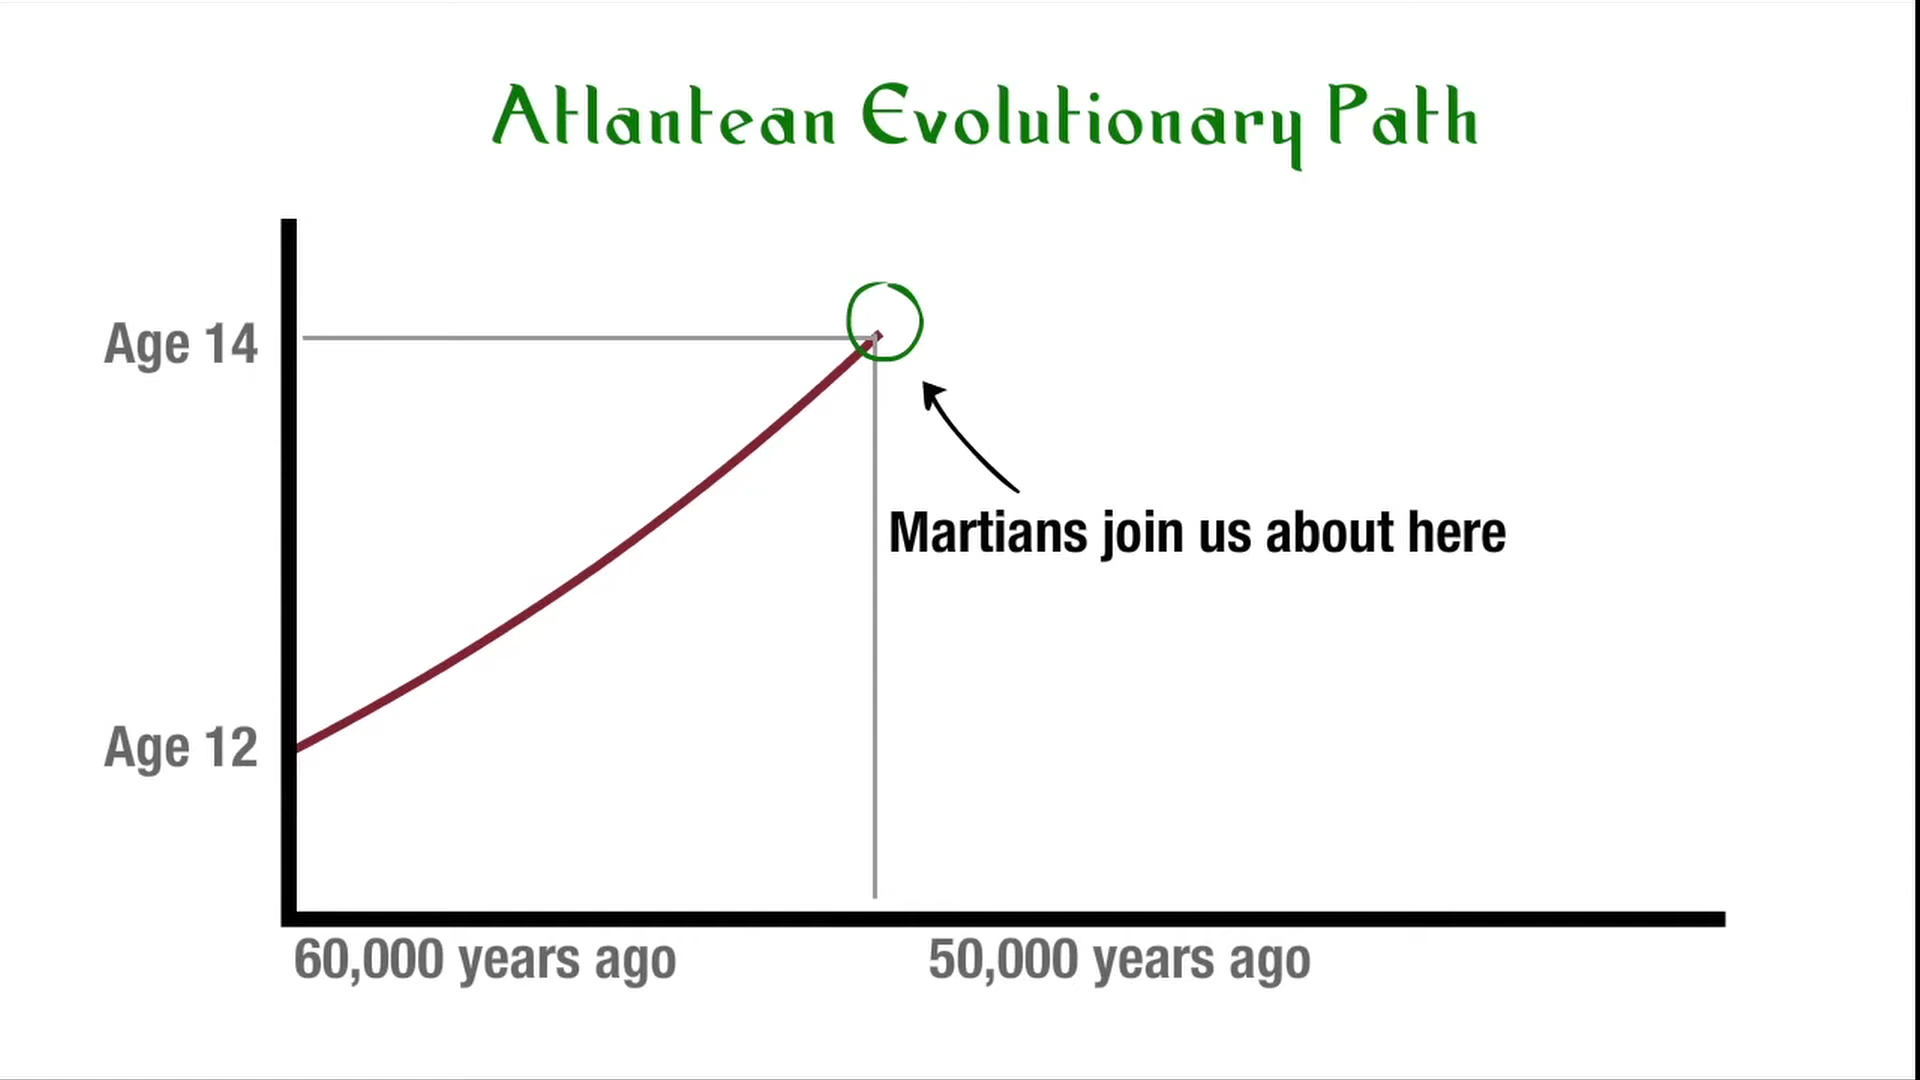 Atlantean Evolutionary Path
Age 14
Martians join us about here
Age 12
60,000 years ago
50,000 years ago